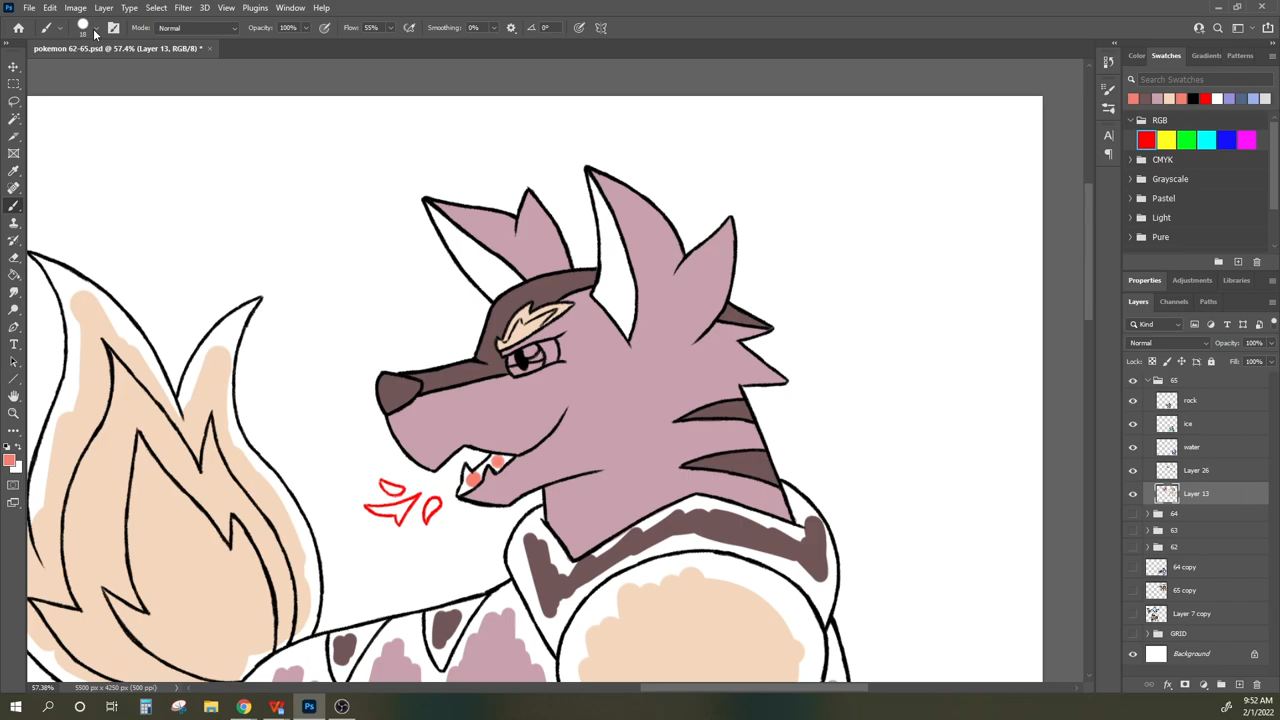 File Edit Image Layer Type Select Filter 3D View Plugins Window Help
18 Mode: Normal Opacity: 100% Flow: 55% Smoothing: 0% 0°
pokemon 62-65.psd @ 57.4% (Layer 13, RGB/8) *
Color Swatches Gradients Patterns
Search Swatches
RGB
CMYK
Grayscale
Pastel
Light
Pure
Properties Adjustments Libraries
Layers Channels Paths
Kind
Normal Opacity: 100%
Lock: Fill: 100%
65
rock
ice
water
Layer 26
Layer 13
64
63
62
64 copy
65 copy
Layer 7 copy
GRID
Background
57.38% 5500 px x 4250 px (500 ppi)
9:52 AM
2/1/2022